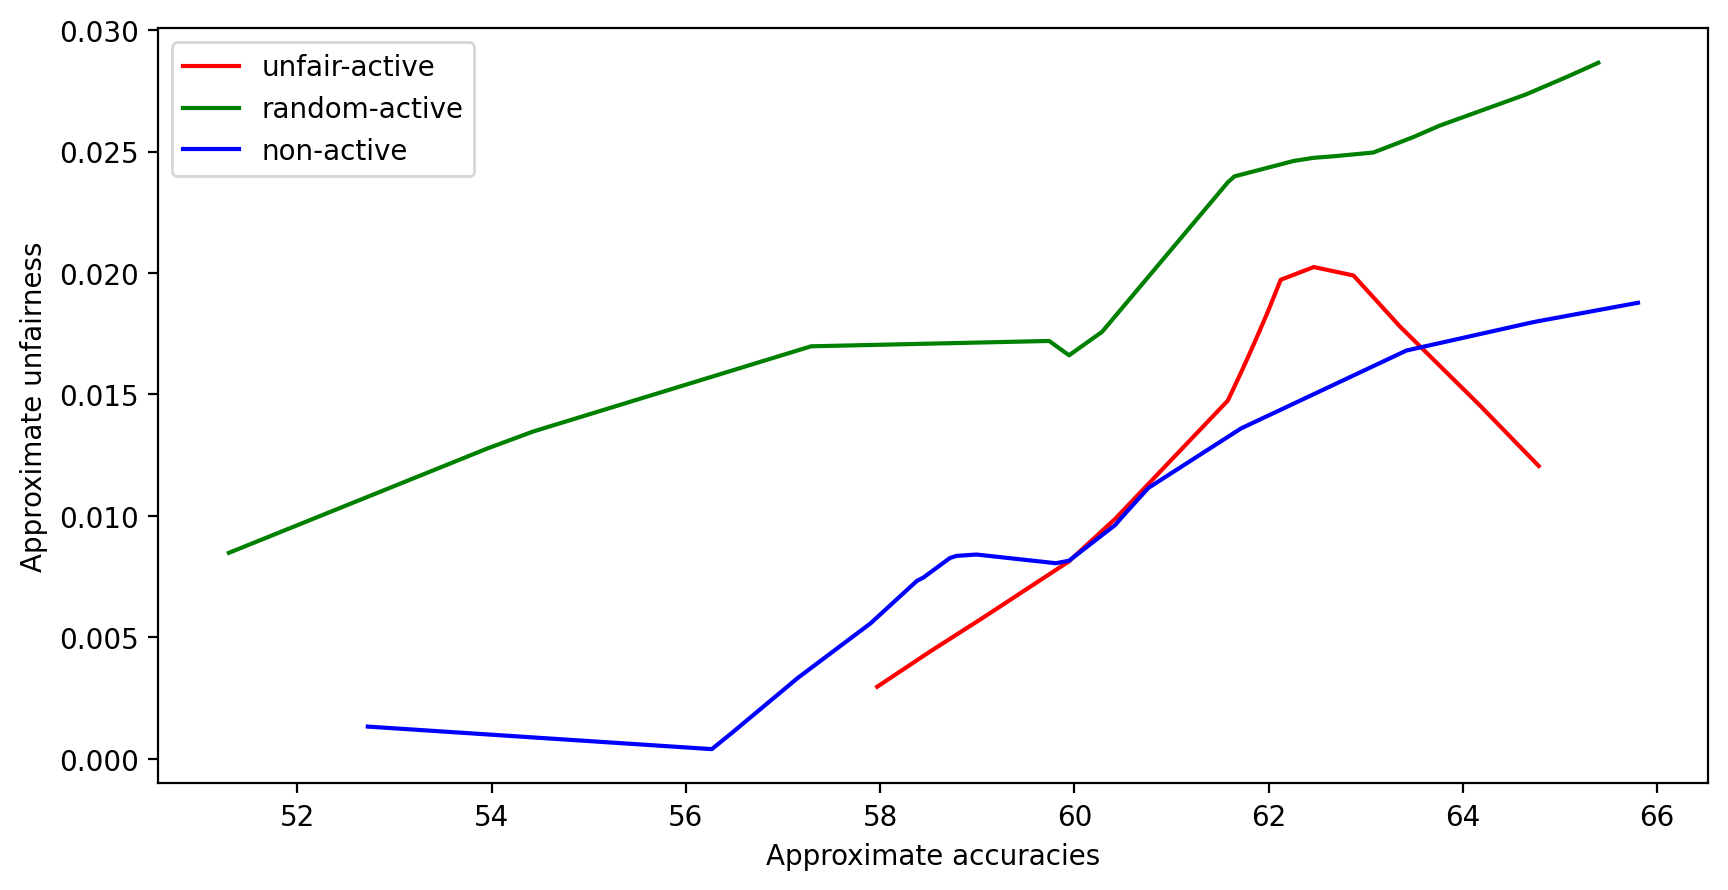 0.030
0.025
0.020
0.015
0.010
0.005
0.000
Approximate unfairness
unfair-active
random-active
non-active
52 54 56 58 60 62 64 66
Approximate accuracies